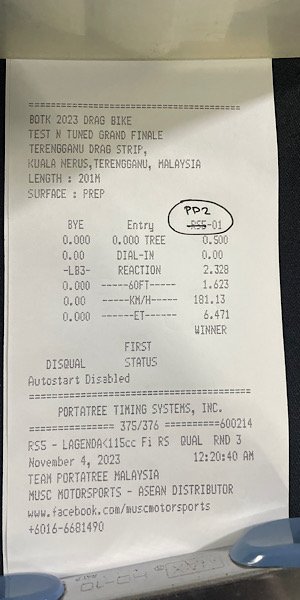 ========================================
BOTK 2023 DRAG BIKE
TEST N TUNED GRAND FINALE
TERENGGANU DRAG STRIP,
KUALA NERUS,TERENGGANU, MALAYSIA
LENGTH : 201M
SURFACE : PREP
PD2
BYE Entry RS5-01
0.000 0.000 TREE 0.500
0.00 DIAL-IN 0.00
-LB3- REACTION 2.328
0.000 -----60FT----- 1.623
0.00 -----KM/H----- 181.13
0.000 ------ET------ 6.471
WINNER
FIRST
DISQUAL STATUS
Autostart Disabled
========================================
PORTATREE TIMING SYSTEMS, INC.
================ 375/376 ==========600214
RS5 - LAGENDA<115cc Fi RS QUAL RND 3
November 4, 2023 12:20:40 AM
TEAM PORTATREE MALAYSIA
MUSC MOTORSPORTS - ASEAN DISTRIBUTOR
www.facebook.com/muscmotorsports
+6016-6681490